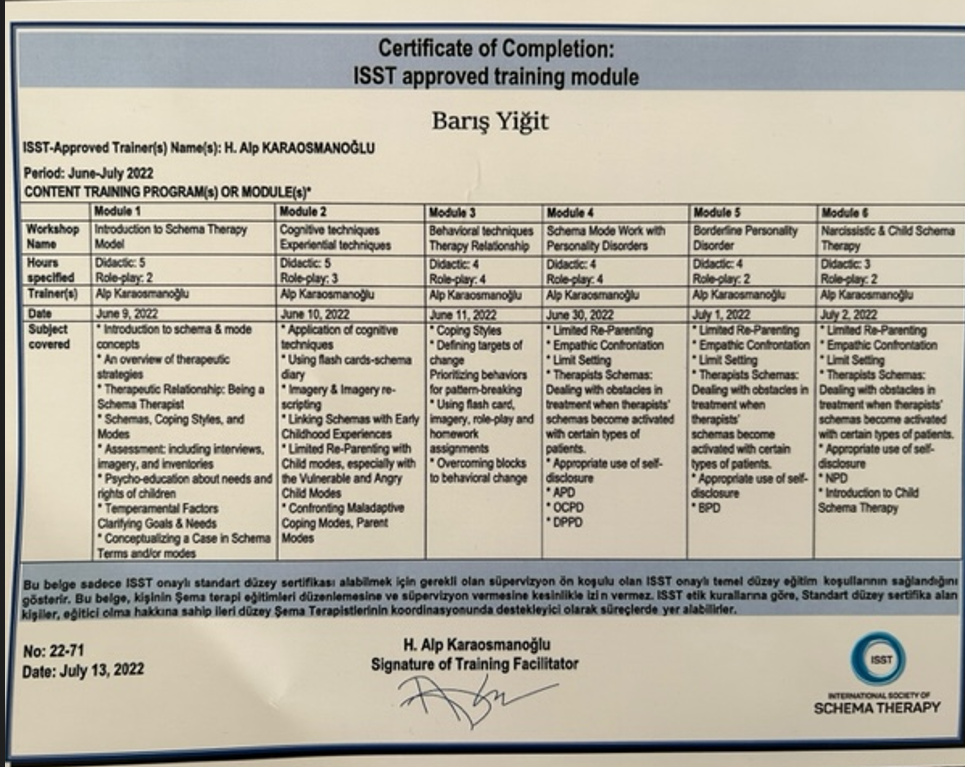 Certificate of Completion:
ISST approved training module
Barış Yiğit
ISST-Approved Trainer(s) Name(s): H. Alp KARAOSMANOĞLU
Period: June-July 2022
CONTENT TRAINING PROGRAM(s) OR MODULE(s)*
Module 1
Module 2
Module 3
Module 4
Module 5
Module 6
Workshop
Name
Introduction to Schema Therapy
Model
Cognitive techniques
Experiential techniques
Behavioral techniques
Therapy Relationship
Schema Mode Work with
Personality Disorders
Borderline Personality
Disorder
Narcissistic & Child Schema
Therapy
Hours
specified
Didactic: 5
Role-play: 2
Didactic: 5
Role-play: 3
Didactic: 4
Role-play: 4
Didactic: 4
Role-play: 4
Didactic: 4
Role-play: 2
Didactic: 3
Role-play: 2
Trainer(s)
Alp Karaosmanoğlu
Alp Karaosmanoğlu
Alp Karaosmanoğlu
Alp Karaosmanoğlu
Alp Karaosmanoğlu
Alp Karaosmanoğlu
Date
June 9, 2022
June 10, 2022
June 11, 2022
June 30, 2022
July 1, 2022
July 2, 2022
Subject
covered
* Introduction to schema & mode
concepts
* An overview of therapeutic
strategies
* Therapeutic Relationship: Being a
Schema Therapist
* Schemas, Coping Styles, and
Modes
* Assessment: including interviews,
imagery, and inventories
* Psycho-education about needs and
rights of children
* Temperamental Factors
Clarifying Goals & Needs
* Conceptualizing a Case in Schema
Terms and/or modes
* Application of cognitive
techniques
* Using flash cards-schema
diary
* Imagery & Imagery re-
scripting
* Linking Schemas with Early
Childhood Experiences
* Limited Re-Parenting with
Child modes, especially with
the Vulnerable and Angry
Child Modes
* Confronting Maladaptive
Coping Modes, Parent
Modes
* Coping Styles
* Defining targets of
change
Prioritizing behaviors
for pattern-breaking
* Using flash card,
imagery, role-play and
homework
assignments
* Overcoming blocks
to behavioral change
* Limited Re-Parenting
* Empathic Confrontation
* Limit Setting
* Therapists Schemas:
Dealing with obstacles in
treatment when therapists'
schemas become activated
with certain types of
patients.
* Appropriate use of self-
disclosure
* APD
* OCPD
* DPPD
* Limited Re-Parenting
* Empathic Confrontation
* Limit Setting
* Therapists Schemas:
Dealing with obstacles in
treatment when
therapists'
schemas become
activated with certain
types of patients.
* Appropriate use of self-
disclosure
* BPD
* Limited Re-Parenting
* Empathic Confrontation
* Limit Setting
* Therapists Schemas:
Dealing with obstacles in
treatment when therapists'
schemas become activated
with certain types of patients.
* Appropriate use of self-
disclosure
* NPD
* Introduction to Child
Schema Therapy
Bu belge sadece ISST onaylı standart düzey sertifikası alabilmek için gerekli olan süpervizyon ön koşulu olan ISST onaylı temel düzey eğitim koşullarının sağlandığını
gösterir. Bu belge, kişinin Şema terapi eğitimleri düzenlemesine ve süpervizyon vermesine kesinlikle izin vermez. ISST etik kurallarına göre, Standart düzey sertifika alan
kişiler, eğitici olma hakkına sahip ileri düzey Şema Terapistlerinin koordinasyonunda destekleyici olarak süreçlerde yer alabilirler.
No: 22-71
Date: July 13, 2022
H. Alp Karaosmanoğlu
Signature of Training Facilitator
ISST
INTERNATIONAL SOCIETY OF
SCHEMA THERAPY